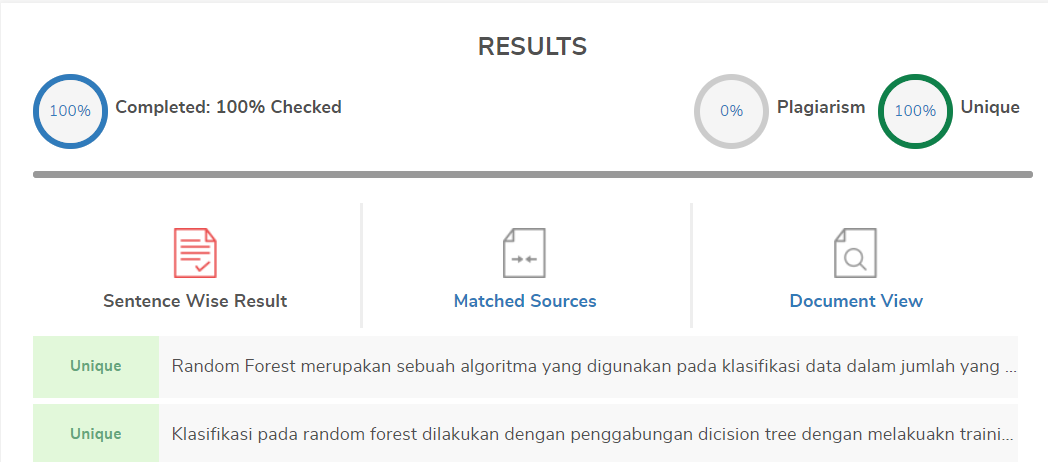 RESULTS
100% Completed: 100% Checked 0% Plagiarism 100% Unique
Sentence Wise Result Matched Sources Document View
Unique Random Forest merupakan sebuah algoritma yang digunakan pada klasifikasi data dalam jumlah yang ...
Unique Klasifikasi pada random forest dilakukan dengan penggabungan dicision tree dengan melakuakn traini...